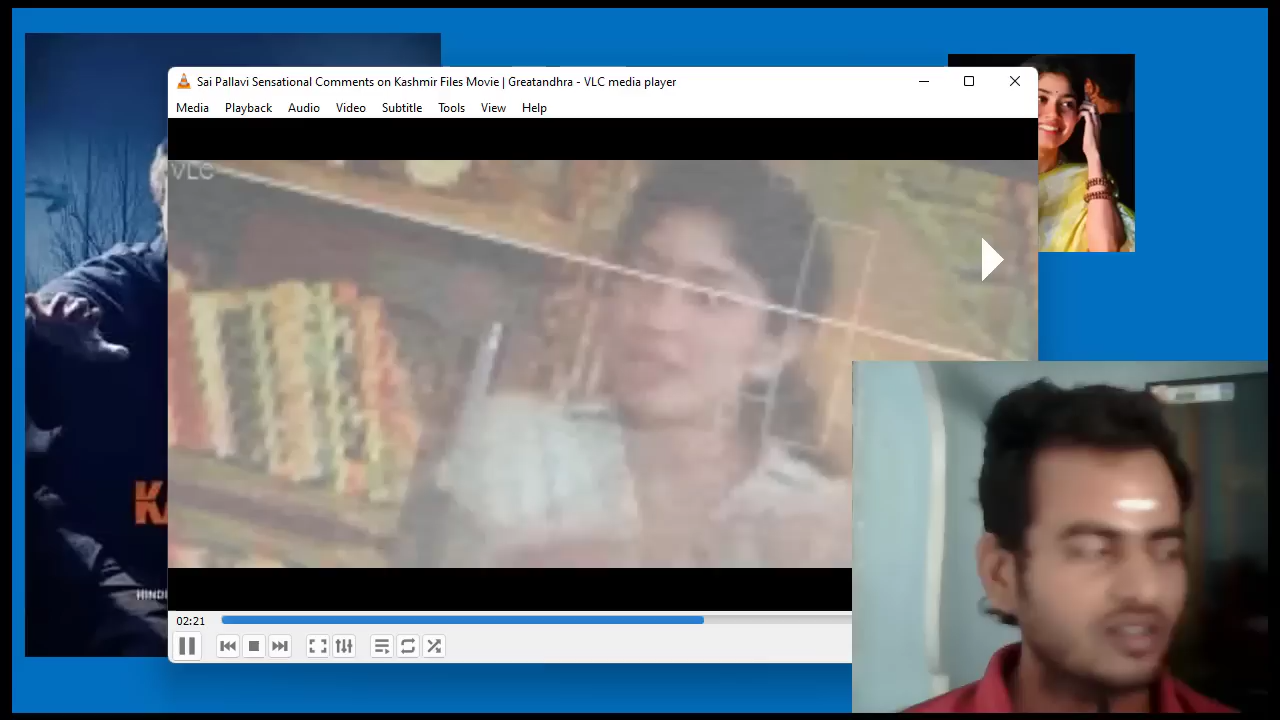 Sai Pallavi Sensational Comments on Kashmir Files Movie | Greatandhra - VLC media player
Media Playback Audio Video Subtitle Tools View Help
VLC
02:21